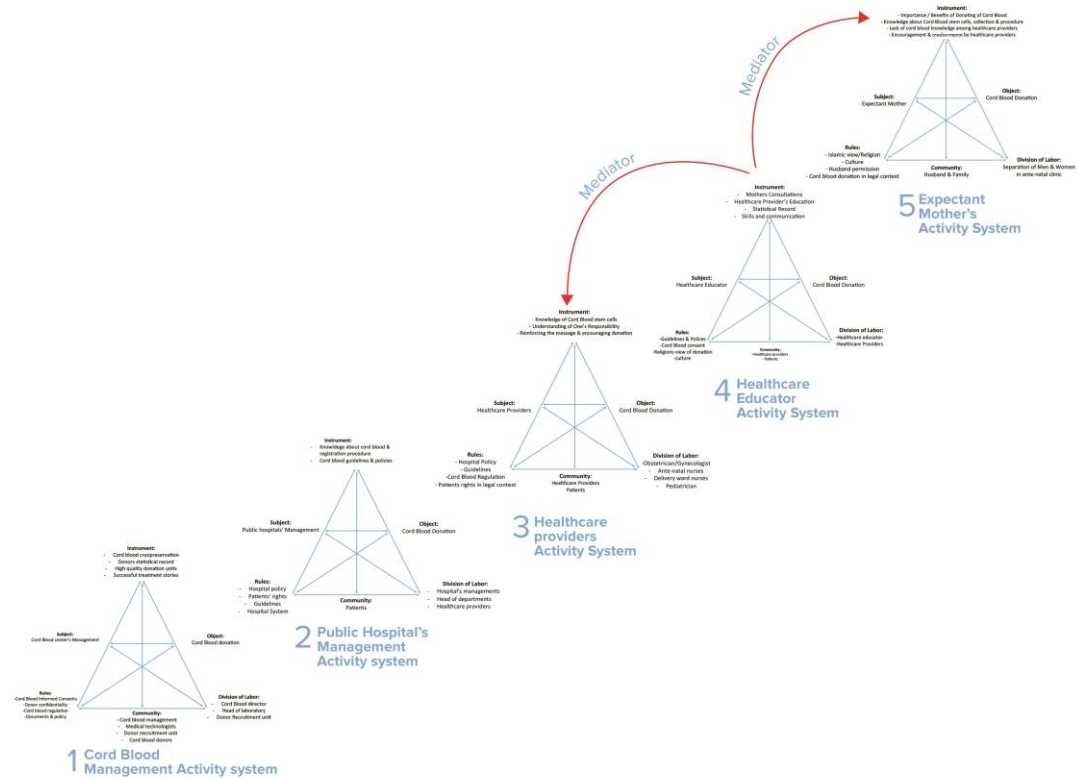 Instrument:
- Importance / Benefits of Donating of Cord Blood
- Knowledge about Cord Blood stem cells, collection & procedure
- Lack of cord blood knowledge among healthcare providers
- Encouragement & reinforcement by healthcare providers
Subject:
Expectant Mother
Object:
Cord Blood Donation
Rules:
- Islamic view/Religion
- Culture
- Husband permission
- Cord blood donation in legal context
Community:
Husband & Family
Division of Labor:
Separation of Men & Women
in ante-natal clinic
5 Expectant
Mother's
Activity System
Mediator
Mediator
Instrument:
- Mothers Consultations
- Healthcare Provider's Education
- Statistical Record
- Skills and communication
Subject:
Healthcare Educator
Object:
Cord Blood Donation
Rules:
-Guidelines & Polices
-Cord Blood consent
-Religions view of donation
-culture
Community:
-Healthcare providers
- Patients
Division of Labor:
-Healthcare educator
-Healthcare Providers
4 Healthcare
Educator
Activity System
Instrument:
- Knowledge of Cord Blood stem cells
- Understanding of One's Responsibility
- Reinforcing the message & encouraging donation
Subject:
Healthcare Providers
Object:
Cord Blood Donation
Rules:
- Hospital Policy
- Guidelines
-Cord Blood Regulation
- Patients rights in legal context
Community:
Healthcare Providers
Patients
Division of Labor:
-Obstetrician/Gynecologist
- Ante-natal nurses
- Delivery ward nurses
- Pediatrician
3 Healthcare
providers
Activity System
Instrument:
- Knowledge about cord blood &
registration procedure
- Cord blood guidelines & policies
Subject:
Public hospitals' Management
Object:
Cord Blood Donation
Rules:
- Hospital policy
- Patients' rights
- Guidelines
- Hospital System
Community:
Patients
Division of Labor:
- Hospital's managements
- Head of departments
- Healthcare providers
2 Public Hospital's
Management
Activity system
Instrument:
- Cord blood cryopreservation
- Donors statistical record
- High quality donation units
- Successful treatment stories
Subject:
Cord Blood center's Management
Object:
Cord Blood donation
Rules:
-Cord Blood Informed Consents
-Donor confidentiality
-Cord blood regulation
-Documents & policy
Community:
- Cord blood management
- Medical technologists
- Donor recruitment unit
- Cord blood donors
Division of Labor:
- Cord Blood director
- Head of laboratory
- Donor Recruitment unit
1 Cord Blood
Management Activity system